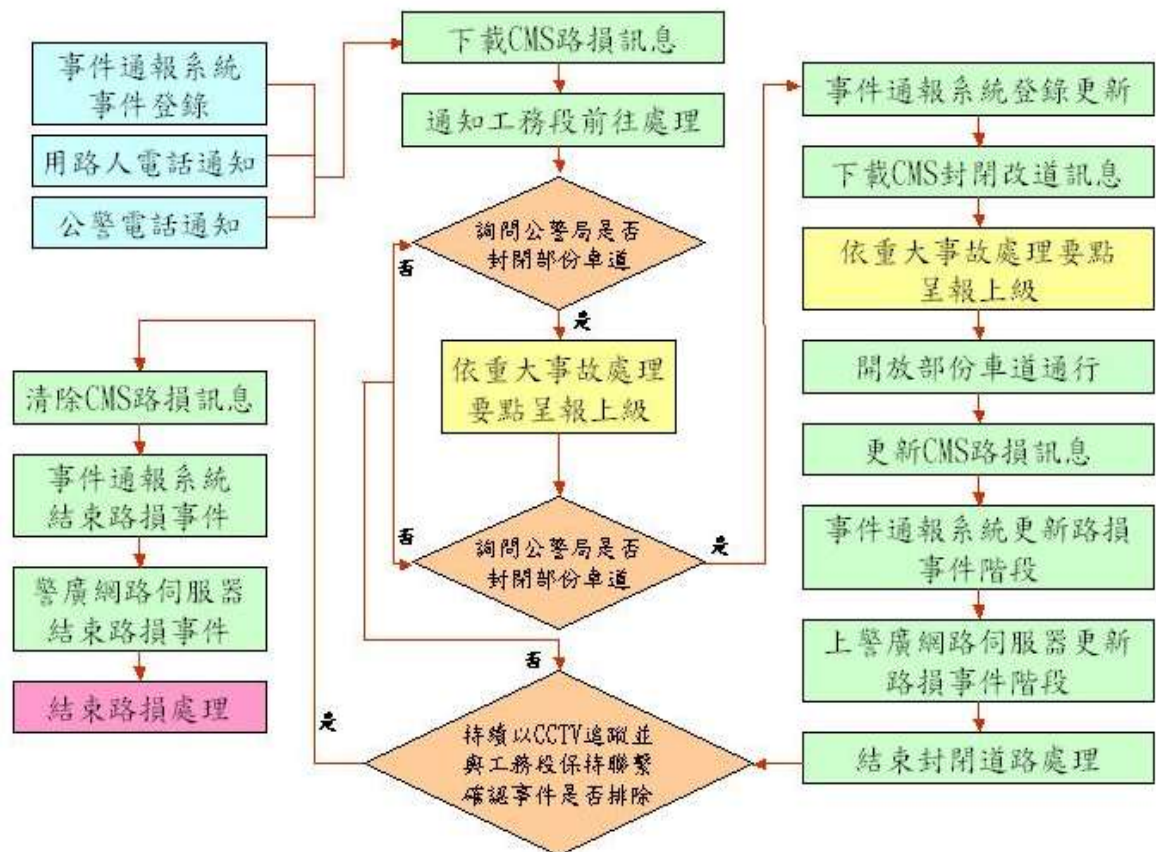 事件通報系統
事件登錄
用路人電話通知
公警電話通知
下載CMS路損訊息
通知工務段前往處理
詢問公警局是否
封閉部份車道
否
是
依重大事故處理
要點呈報上級
否
詢問公警局是否
封閉部份車道
是
事件通報系統登錄更新
下載CMS封閉改道訊息
依重大事故處理要點
呈報上級
開放部份車道通行
更新CMS路損訊息
事件通報系統更新路損
事件階段
上警廣網路伺服器更新
路損事件階段
結束封閉道路處理
否
持續以CCTV追蹤並
與工務段保持聯繫
確認事件是否排除
是
清除CMS路損訊息
事件通報系統
結束路損事件
警廣網路伺服器
結束路損事件
結束路損處理